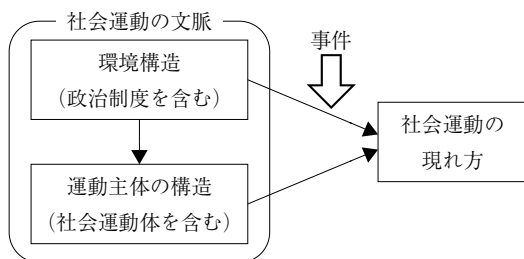 社会運動の文脈
事件
環境構造
（政治制度を含む）
社会運動の
現れ方
運動主体の構造
（社会運動体を含む）